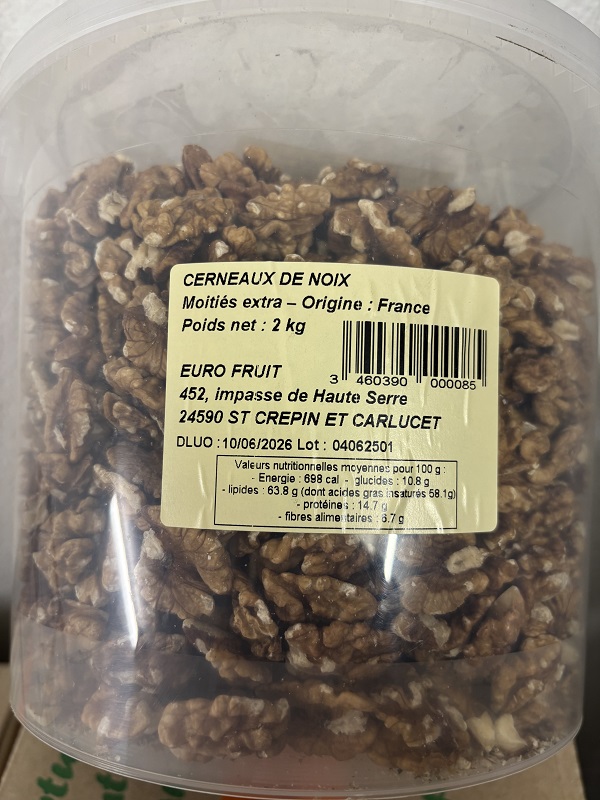 CERNEAUX DE NOIX
Moitiés extra – Origine : France
Poids net : 2 kg
3 460390 000085
EURO FRUIT
452, impasse de Haute Serre
24590 ST CREPIN ET CARLUCET
DLUO : 10/06/2026 Lot : 04062501
Valeurs nutritionnelles moyennes pour 100 g :
- Energie : 698 cal - glucides : 10.8 g
- lipides : 63.8 g (dont acides gras insaturés 58.1g)
- protéines : 14.7 g
- fibres alimentaires : 6.7 g